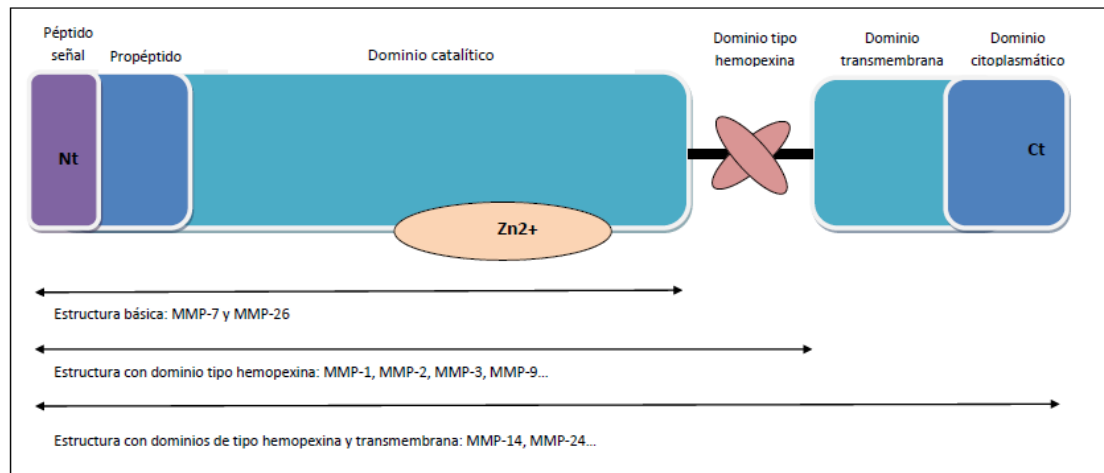 Péptido
señal
Propéptido
Dominio catalítico
Dominio tipo
hemopexina
Dominio
transmembrana
Dominio
citoplasmático
Nt
Ct
Zn2+
Estructura básica: MMP-7 y MMP-26
Estructura con dominio tipo hemopexina: MMP-1, MMP-2, MMP-3, MMP-9...
Estructura con dominios de tipo hemopexina y transmembrana: MMP-14, MMP-24...